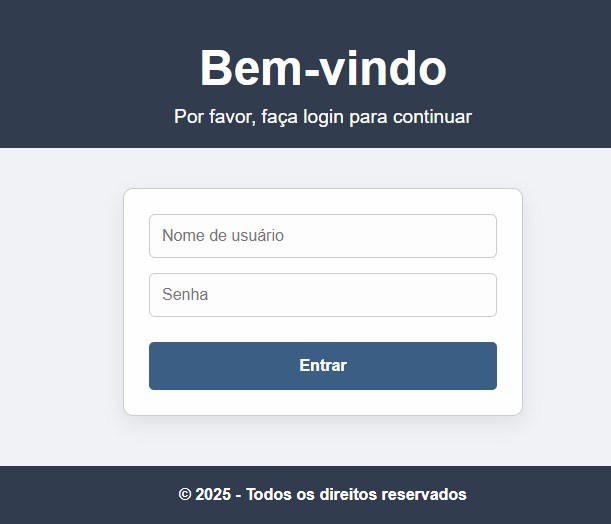 Bem-vindo
Por favor, faça login para continuar
Nome de usuário
Senha
Entrar
© 2025 - Todos os direitos reservados